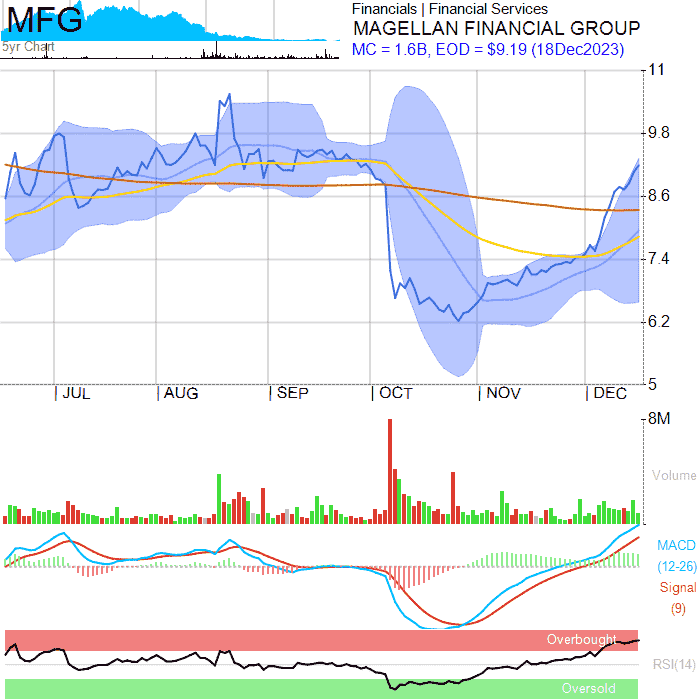 MFG
5yr Chart
Financials | Financial Services
MAGELLAN FINANCIAL GROUP
MC = 1.6B, EOD = $9.19 (18Dec2023)
11
9.8
8.6
7.4
6.2
5
JUL AUG SEP OCT NOV DEC
8M
Volume
MACD
(12-26)
Signal
(9)
Overbought
RSI(14)
Oversold